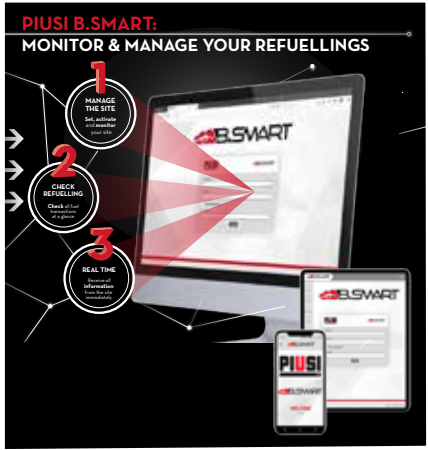 PIUSI B.SMART:
MONITOR & MANAGE YOUR REFUELLINGS
1
MANAGE
THE SITE
Set, activate
and monitor
your site
2
CHECK
REFUELLING
Check all fuel
transactions
at a glance
3
REAL TIME
Receive all
information
from the site
immediately
B.SMART
B.SMART
PIUSI
B.SMART